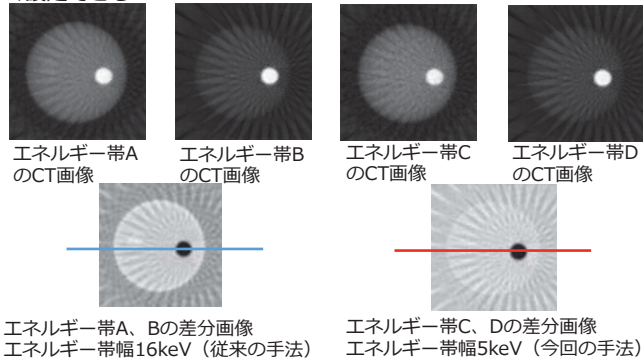 エネルギー帯A
のCT画像
エネルギー帯B
のCT画像
エネルギー帯C
のCT画像
エネルギー帯D
のCT画像
エネルギー帯A、Bの差分画像
エネルギー帯幅16keV（従来の手法）
エネルギー帯C、Dの差分画像
エネルギー帯幅5keV（今回の手法）